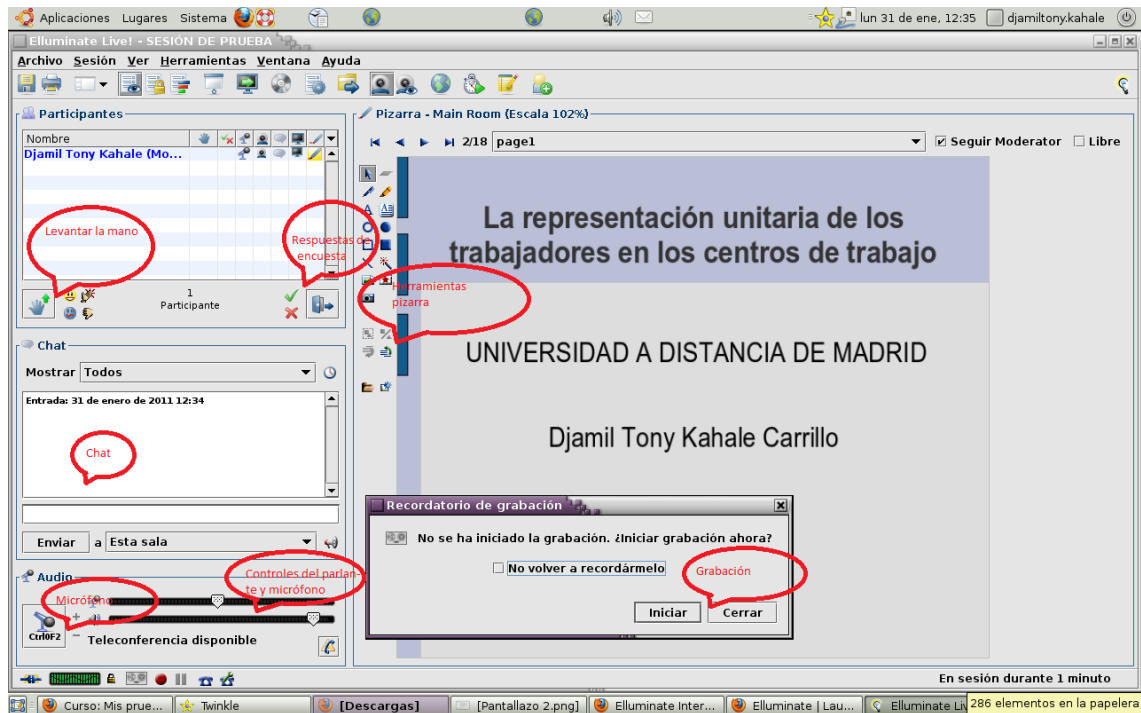 Aplicaciones Lugares Sistema
lun 31 de ene, 12:35 djamiltony.kahale
Elluminate Live! - SESIÓN DE PRUEBA
Archivo Sesión Ver Herramientas Ventana Ayuda
Participantes
Nombre
Djamil Tony Kahale (Mo...
Levantar la mano
Respuestas de
encuesta
1
Participante
Chat
Mostrar Todos
Entrada: 31 de enero de 2011 12:34
Chat
Enviar a Esta sala
Audio
Controles del parlan-
te y micrófono
Micrófono
Ctrl0F2
Teleconferencia disponible
Pizarra - Main Room (Escala 102%)
2/18 page1
Seguir Moderator Libre
Herramientas
pizarra
La representación unitaria de los
trabajadores en los centros de trabajo
UNIVERSIDAD A DISTANCIA DE MADRID
Djamil Tony Kahale Carrillo
Recordatorio de grabación
No se ha iniciado la grabación. ¿Iniciar grabación ahora?
No volver a recordármelo
Grabación
Iniciar Cerrar
En sesión durante 1 minuto
Curso: Mis prue... Twinkle [Descargas] [Pantallazo 2.png] Elluminate Inter... Elluminate | Lau... Elluminate Liv
286 elementos en la papelera